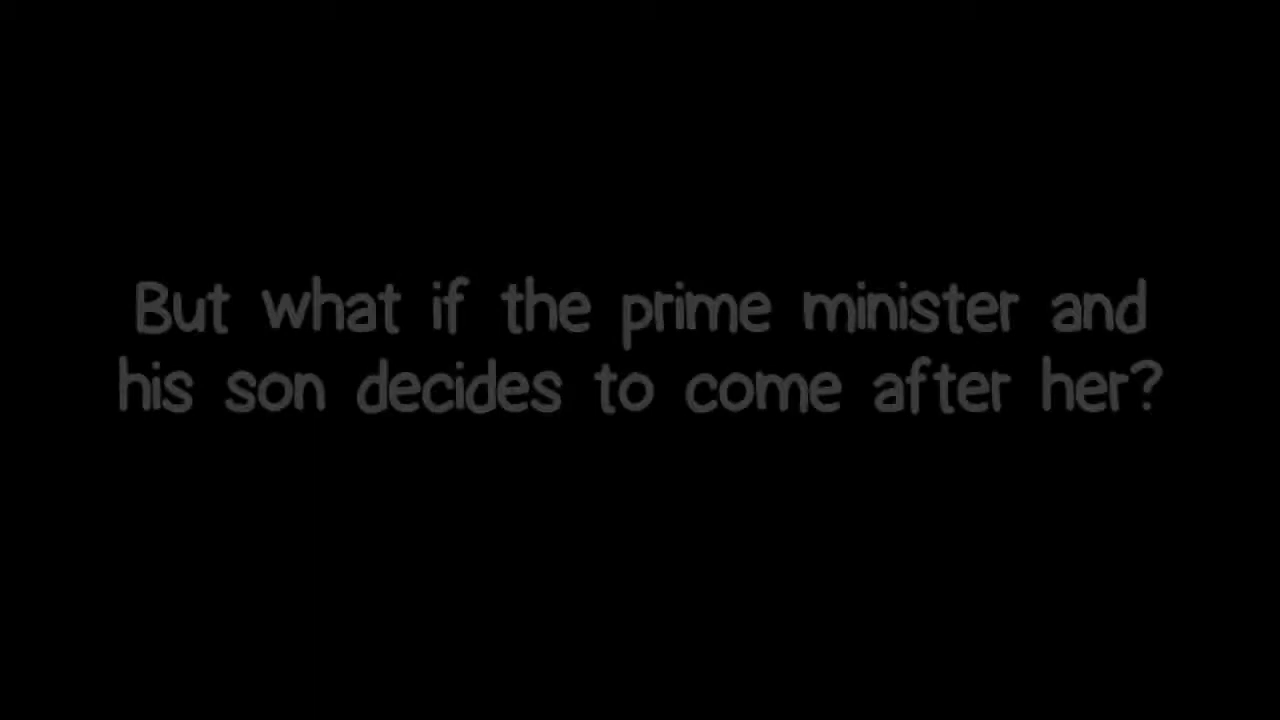 But what if the prime minister and
his son decides to come after her?